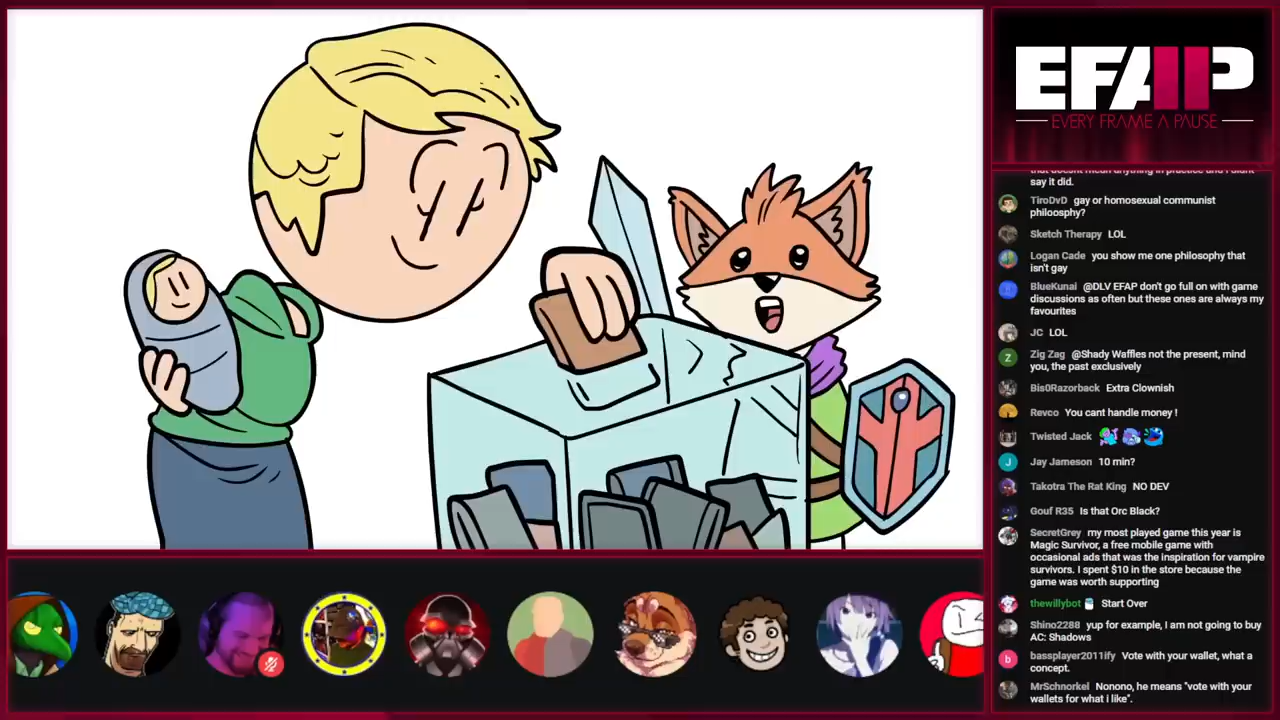 EFAP
EVERY FRAME A PAUSE
say it did.
TiroDvD gay or homosexual communist
philoosphy?
Sketch Therapy LOL
Logan Cade you show me one philosophy that
isn't gay
BlueKunai @DLV EFAP don't go full on with game
discussions as often but these ones are always my
favourites
JC LOL
Zig Zag @Shady Waffles not the present, mind
you, the past exclusively
Bis0Razorback Extra Clownish
Revco You cant handle money !
Twisted Jack
Jay Jameson 10 min?
Takotra The Rat King NO DEV
Gouf R35 Is that Orc Black?
SecretGrey my most played game this year is
Magic Survivor, a free mobile game with
occasional ads that was the inspiration for vampire
survivors. I spent $10 in the store because the
game was worth supporting
thewillybot Start Over
Shino2288 yup for example, I am not going to buy
AC: Shadows
bassplayer2011ify Vote with your wallet, what a
concept.
MrSchnorkel Nonono, he means "vote with your
wallets for what i like".